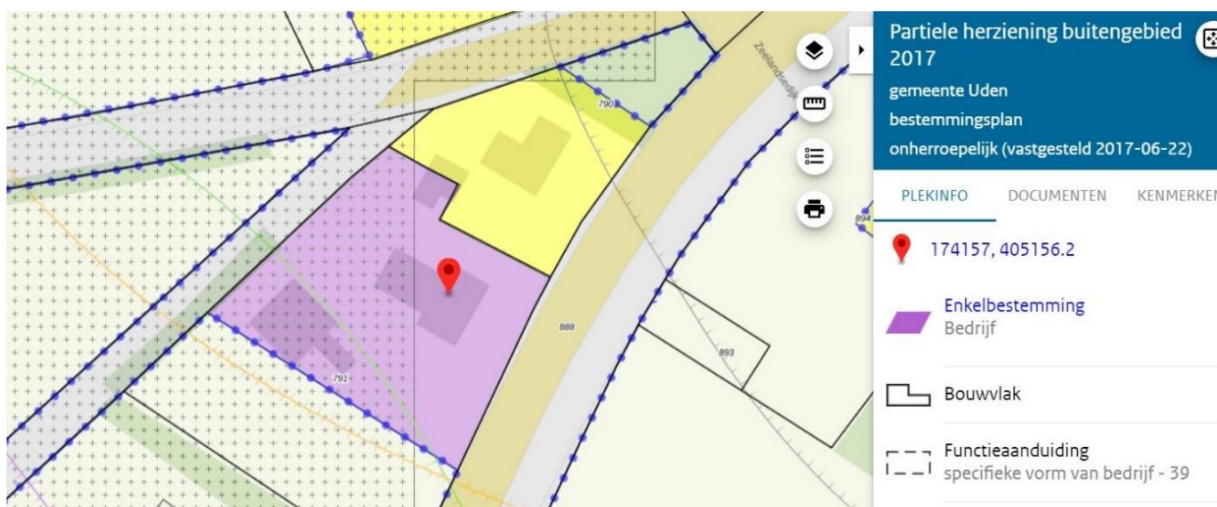 Partiele herziening buitengebied
2017
gemeente Uden
bestemmingsplan
onherroepelijk (vastgesteld 2017-06-22)
PLEKINFO DOCUMENTEN KENMERKEN
174157, 405156.2
Enkelbestemming
Bedrijf
Bouwvlak
Functieaanduiding
specifieke vorm van bedrijf - 39
Zeelandsedijk
790
888
893
894
791